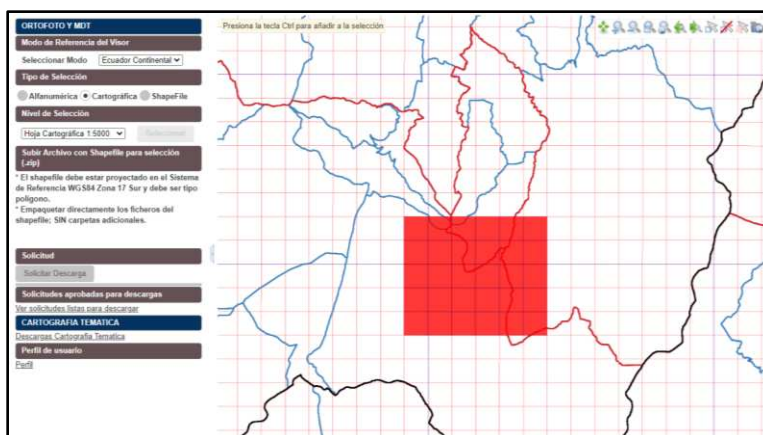 ORTOFOTO Y MDT
Modo de Referencia del Visor
Seleccionar Modo Ecuador Continental
Tipo de Selección
Alfanumérica Cartográfica ShapeFile
Nivel de Selección
Hoja Cartográfica 1:5000 Seleccionar
Subir Archivo con Shapefile para selección
(.zip)
* El shapefile debe estar proyectado en el Sistema
de Referencia WGS84 Zona 17 Sur y debe ser tipo
polígono.
* Empaquetar directamente los ficheros del
shapefile; SIN carpetas adicionales.
Solicitud
Solicitar Descarga
Solicitudes aprobadas para descargas
Ver solicitudes listas para descargar
CARTOGRAFIA TEMATICA
Descargas Cartografia Tematica
Perfil de usuario
Perfil
Presiona la tecla Ctrl para añadir a la selección